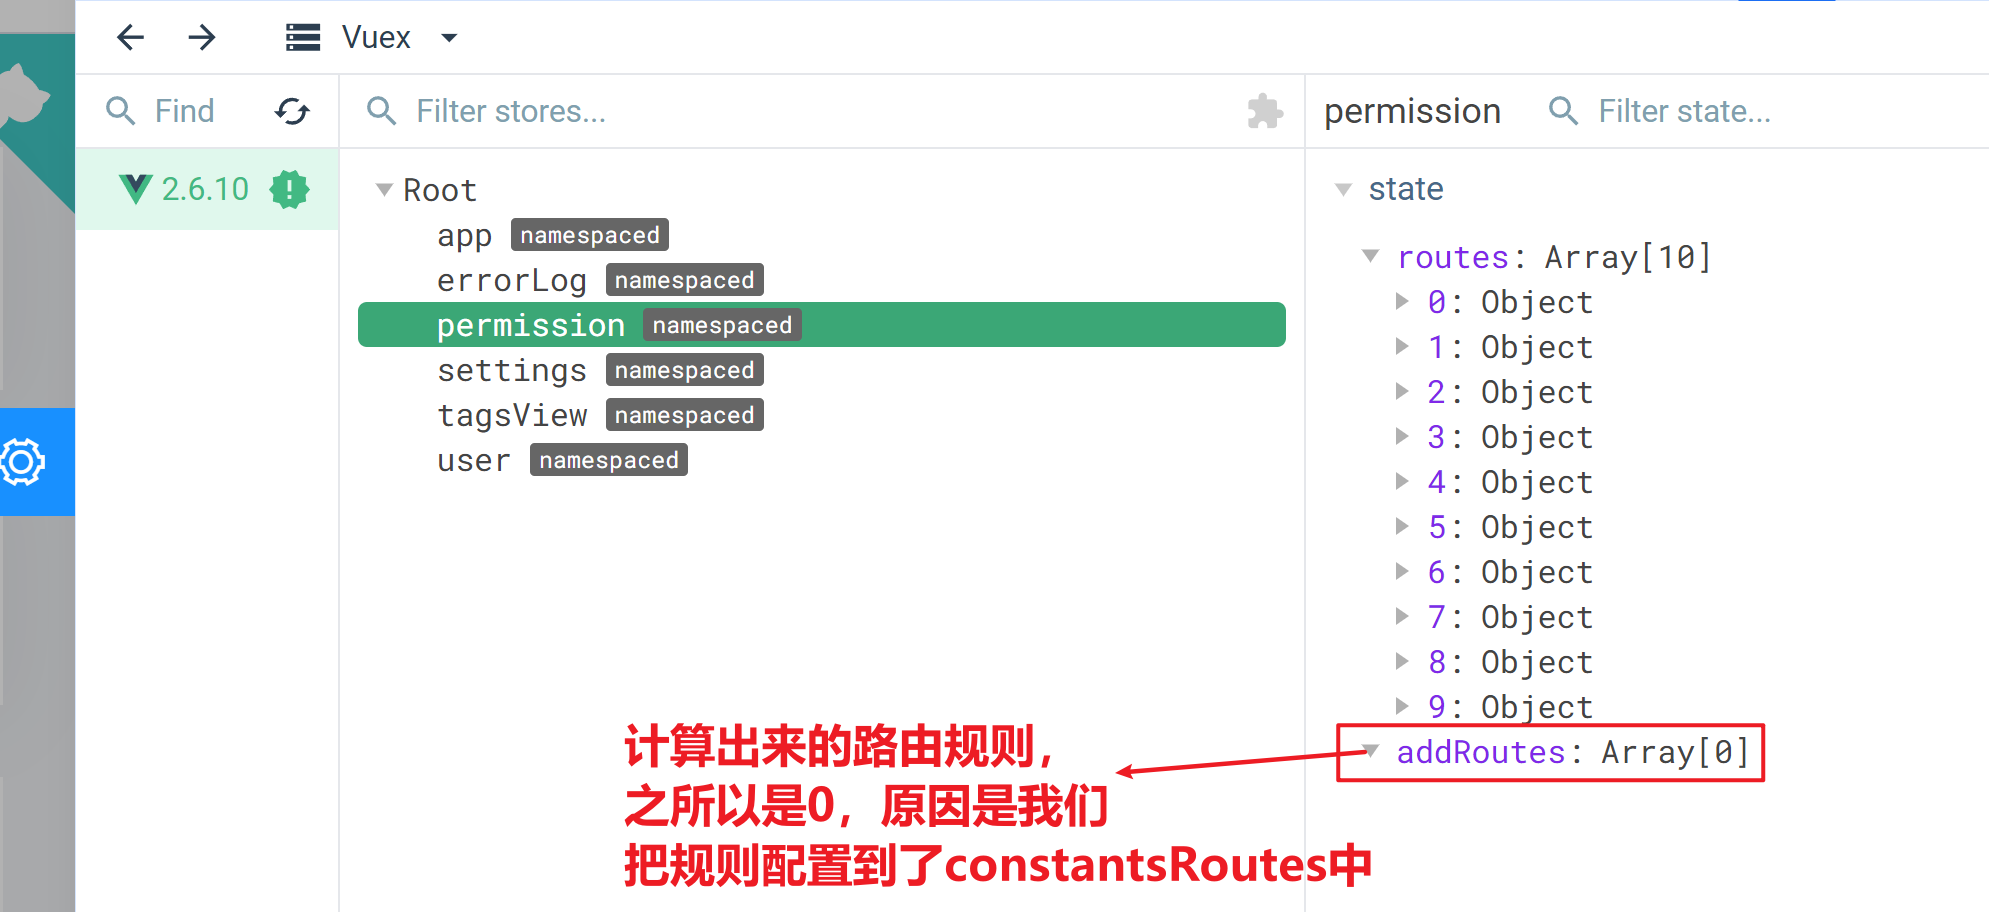 Vuex
Find
Filter stores...
permission
Filter state...
2.6.10
Root
app namespaced
errorLog namespaced
permission namespaced
settings namespaced
tagsView namespaced
user namespaced
state
routes: Array[10]
0: Object
1: Object
2: Object
3: Object
4: Object
5: Object
6: Object
7: Object
8: Object
9: Object
addRoutes: Array[0]
计算出来的路由规则，
之所以是0，原因是我们
把规则配置到了constantsRoutes中